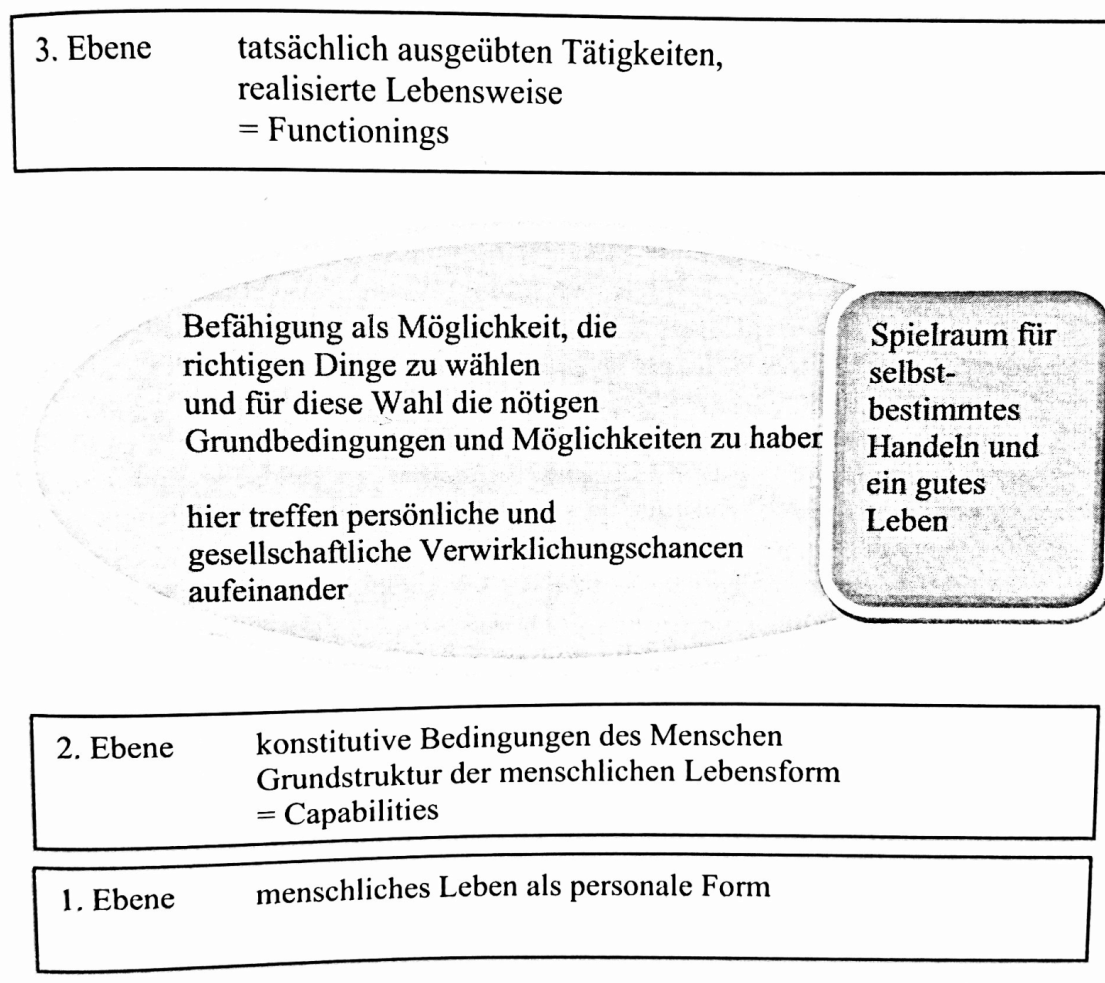 3. Ebene tatsächlich ausgeübten Tätigkeiten,
realisierte Lebensweise
= Functionings
Befähigung als Möglichkeit, die
richtigen Dinge zu wählen
und für diese Wahl die nötigen
Grundbedingungen und Möglichkeiten zu haber
hier treffen persönliche und
gesellschaftliche Verwirklichungschancen
aufeinander
Spielraum für
selbst-
bestimmtes
Handeln und
ein gutes
Leben
2. Ebene konstitutive Bedingungen des Menschen
Grundstruktur der menschlichen Lebensform
= Capabilities
1. Ebene menschliches Leben als personale Form